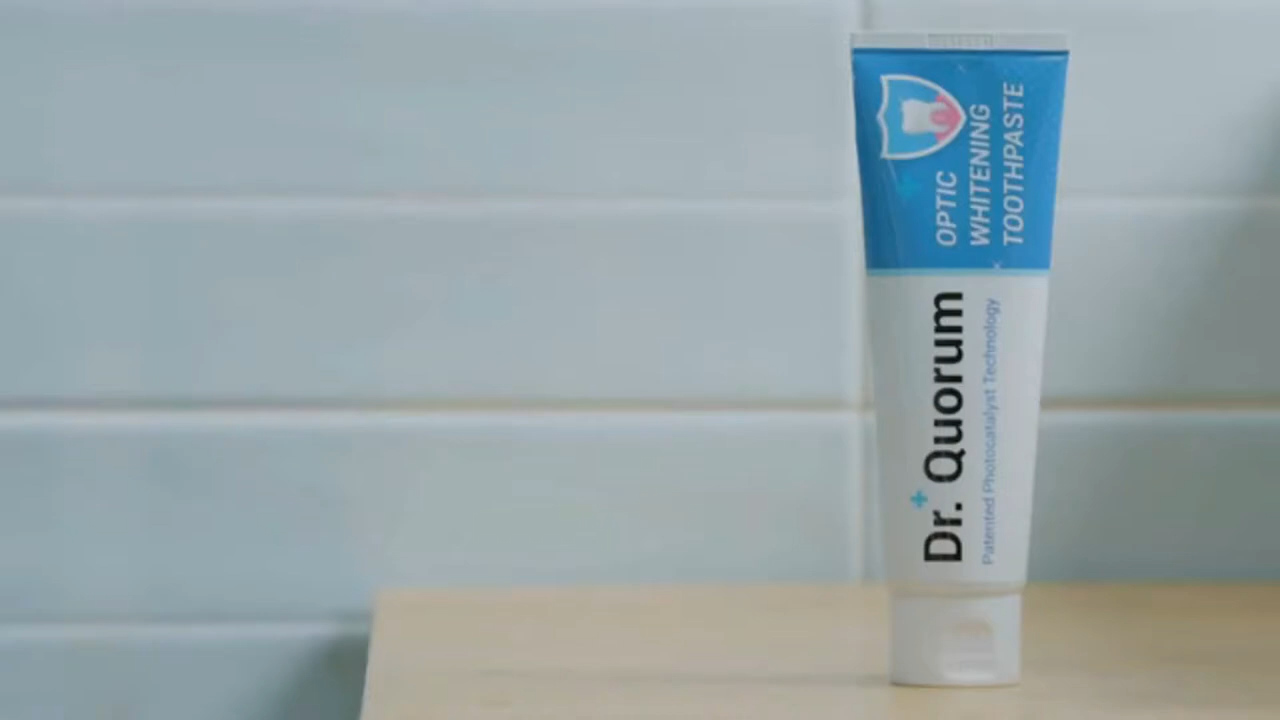 OPTIC
WHITENING
TOOTHPASTE
Dr. Quorum
Patented Photocatalyst Technology